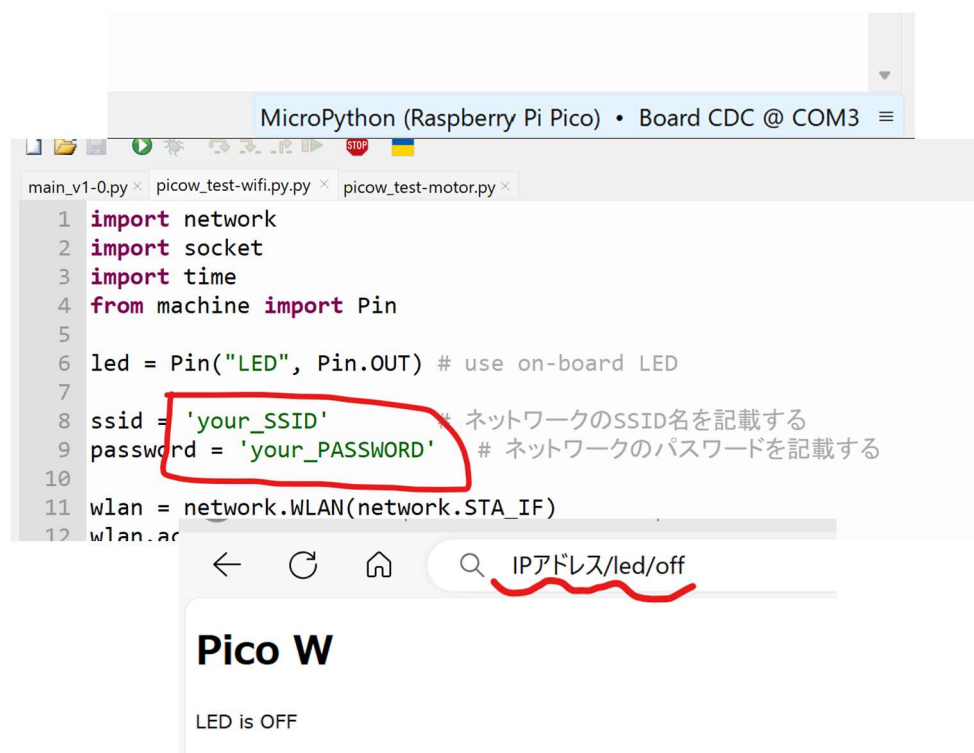 MicroPython (Raspberry Pi Pico) • Board CDC @ COM3 ≡
STOP
main_v1-0.py × picow_test-wifi.py.py × picow_test-motor.py ×
1 import network
2 import socket
3 import time
4 from machine import Pin
5
6 led = Pin("LED", Pin.OUT) # use on-board LED
7
8 ssid = 'your_SSID' # ネットワークのSSID名を記載する
9 password = 'your_PASSWORD' # ネットワークのパスワードを記載する
10
11 wlan = network.WLAN(network.STA_IF)
12 wlan.ac
IPアドレス/led/off
Pico W
LED is OFF